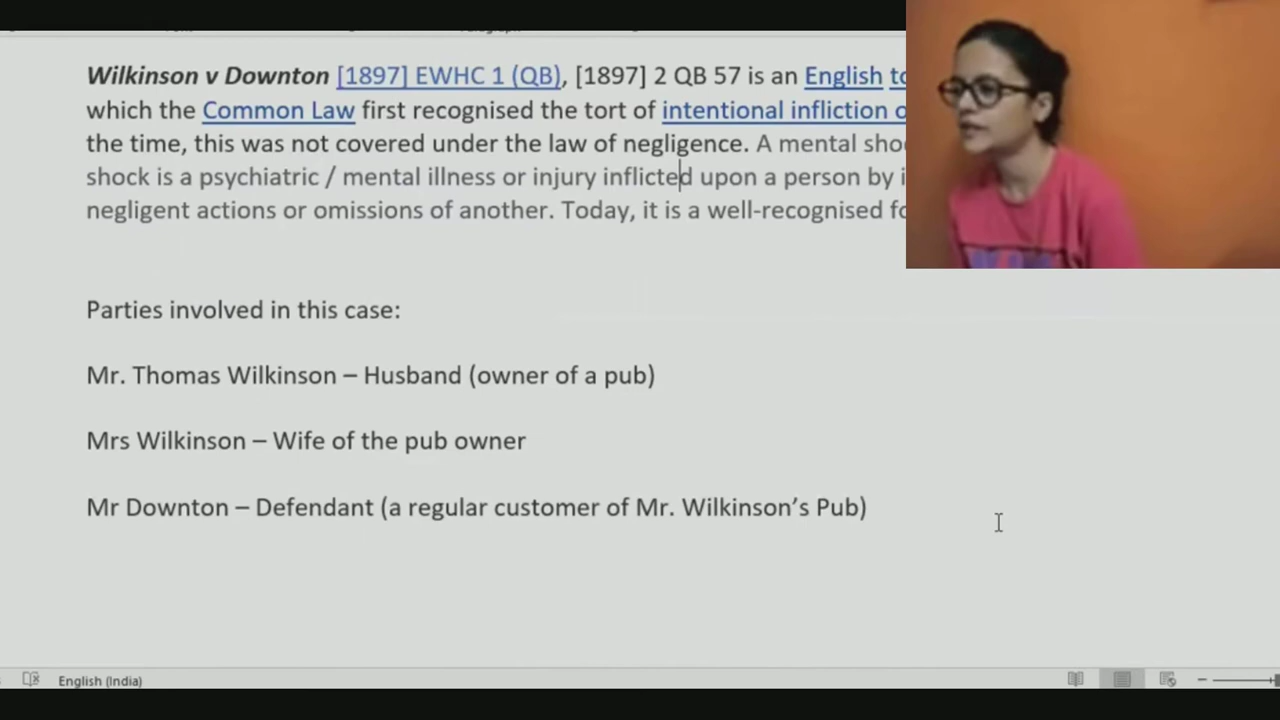 Wilkinson v Downton [1897] EWHC 1 (QB), [1897] 2 QB 57 is an English
which the Common Law first recognised the tort of intentional infliction
the time, this was not covered under the law of negligence. A mental
shock is a psychiatric / mental illness or injury inflicted upon a person by
negligent actions or omissions of another. Today, it is a well-recognised
Parties involved in this case:
Mr. Thomas Wilkinson – Husband (owner of a pub)
Mrs Wilkinson – Wife of the pub owner
Mr Downton – Defendant (a regular customer of Mr. Wilkinson’s Pub)
English (India)